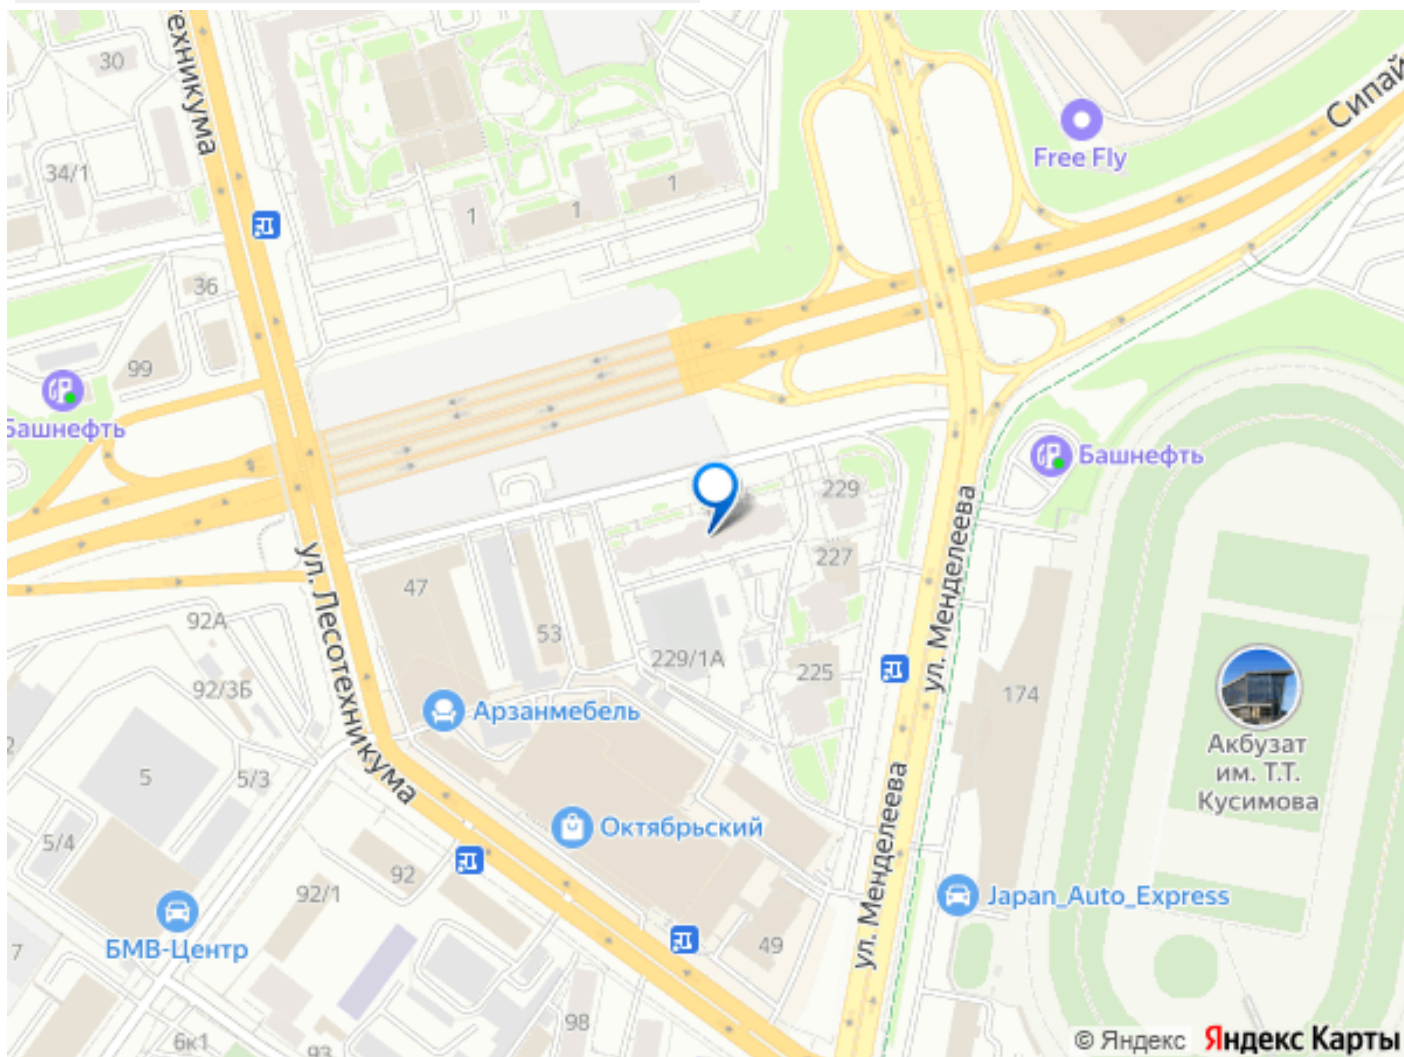 ехникума
30
34/1
1
1
1
Free Fly
Сипай
36
99
Башнефть
229
Башнефть
227
ул. Лесотехникума
47
53
229/1А
225
ул. Менделеева
174
92А
92/3Б
Арзанмебель
Акбузат
им. Т.Т.
Кусимова
2
5
5/3
5/4
Октябрьский
ул. Менделеева
92/1
92
Japan_Auto_Express
БМВ-Центр
49
7
98
6к1
93
© Яндекс Яндекс Карты